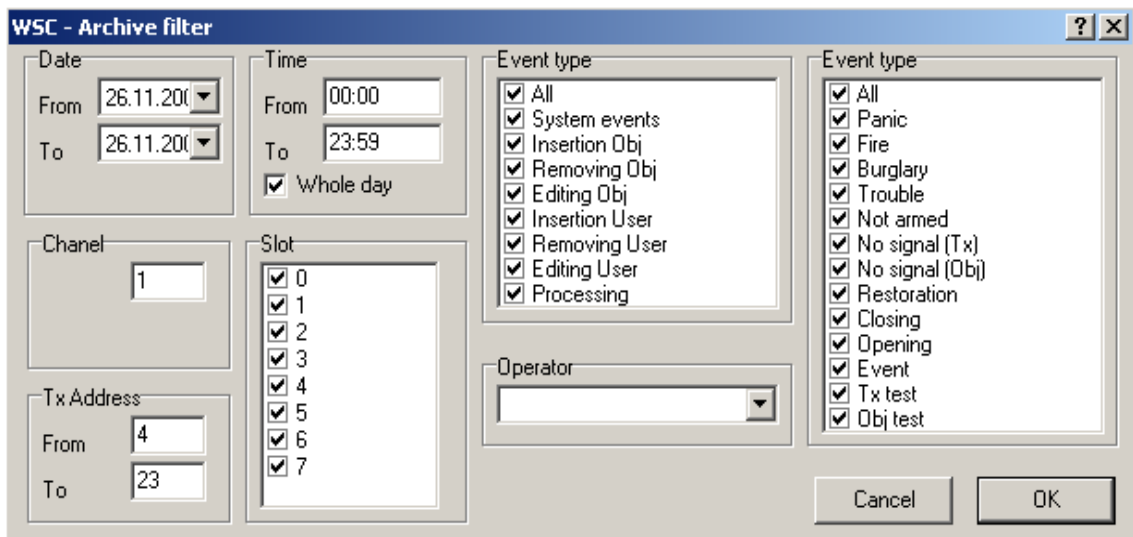 WSC - Archive filter
Date
From 26.11.200
To 26.11.200
Time
From 00:00
To 23:59
Whole day
Event type
All
System events
Insertion Obj
Removing Obj
Editing Obj
Insertion User
Removing User
Editing User
Processing
Event type
All
Panic
Fire
Burglary
Trouble
Not armed
No signal (Tx)
No signal (Obj)
Restoration
Closing
Opening
Event
Tx test
Obj test
Chanel
1
Slot
0
1
2
3
4
5
6
7
Operator
Tx Address
From 4
To 23
Cancel
OK